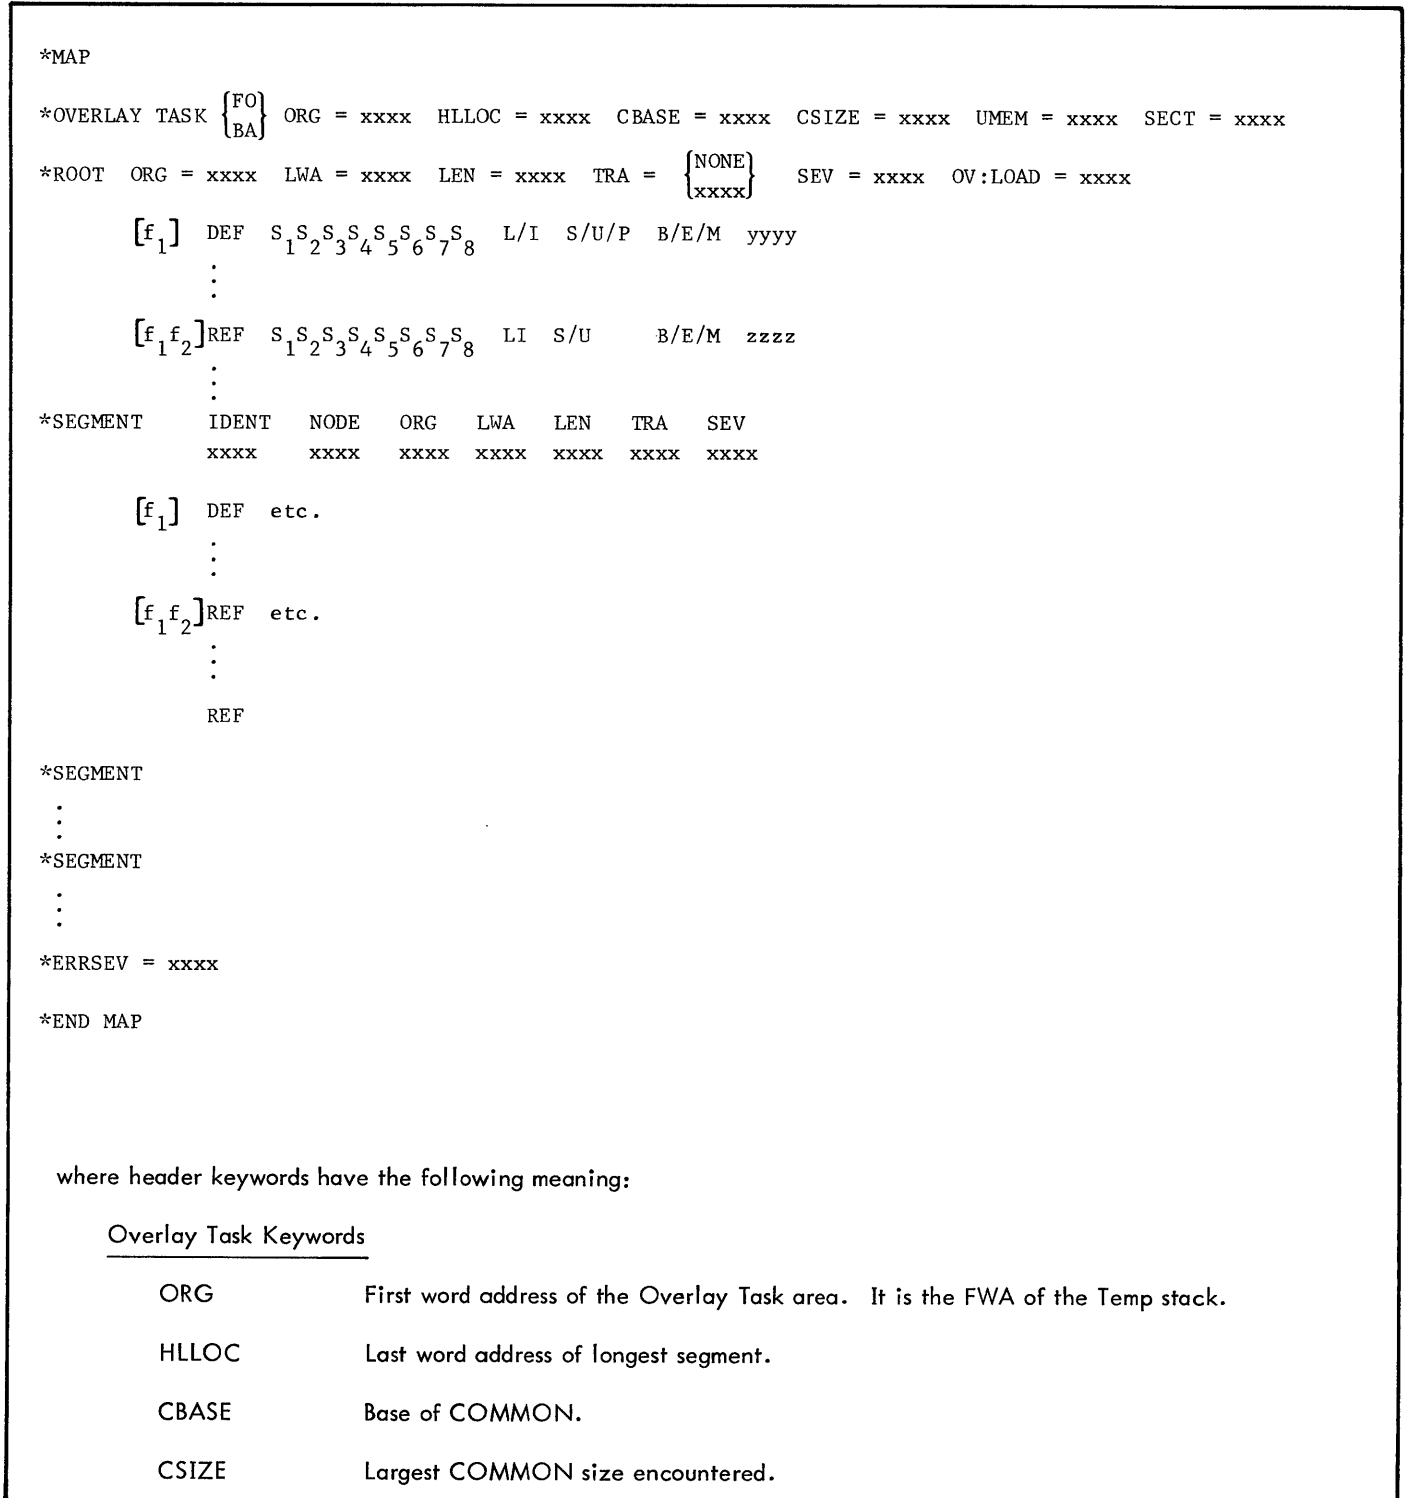 *MAP
*OVERLAY TASK {FO BA} ORG = xxxx HLLOC = xxxx CBASE = xxxx CSIZE = xxxx UMEM = xxxx SECT = xxxx
*ROOT ORG = xxxx LWA = xxxx LEN = xxxx TRA = {NONE xxxx} SEV = xxxx OV:LOAD = xxxx
[f1] DEF S1S2S3S4S5S6S7S8 L/I S/U/P B/E/M yyyy
.
.
.
[f1f2]REF S1S2S3S4S5S6S7S8 LI S/U B/E/M zzzz
.
.
.
*SEGMENT IDENT NODE ORG LWA LEN TRA SEV
xxxx xxxx xxxx xxxx xxxx xxxx xxxx
[f1] DEF etc.
.
.
.
[f1f2]REF etc.
.
.
.
REF
*SEGMENT
.
.
.
*SEGMENT
.
.
.
*ERRSEV = xxxx
*END MAP
where header keywords have the following meaning:
Overlay Task Keywords
ORG First word address of the Overlay Task area. It is the FWA of the Temp stack.
HLLOC Last word address of longest segment.
CBASE Base of COMMON.
CSIZE Largest COMMON size encountered.